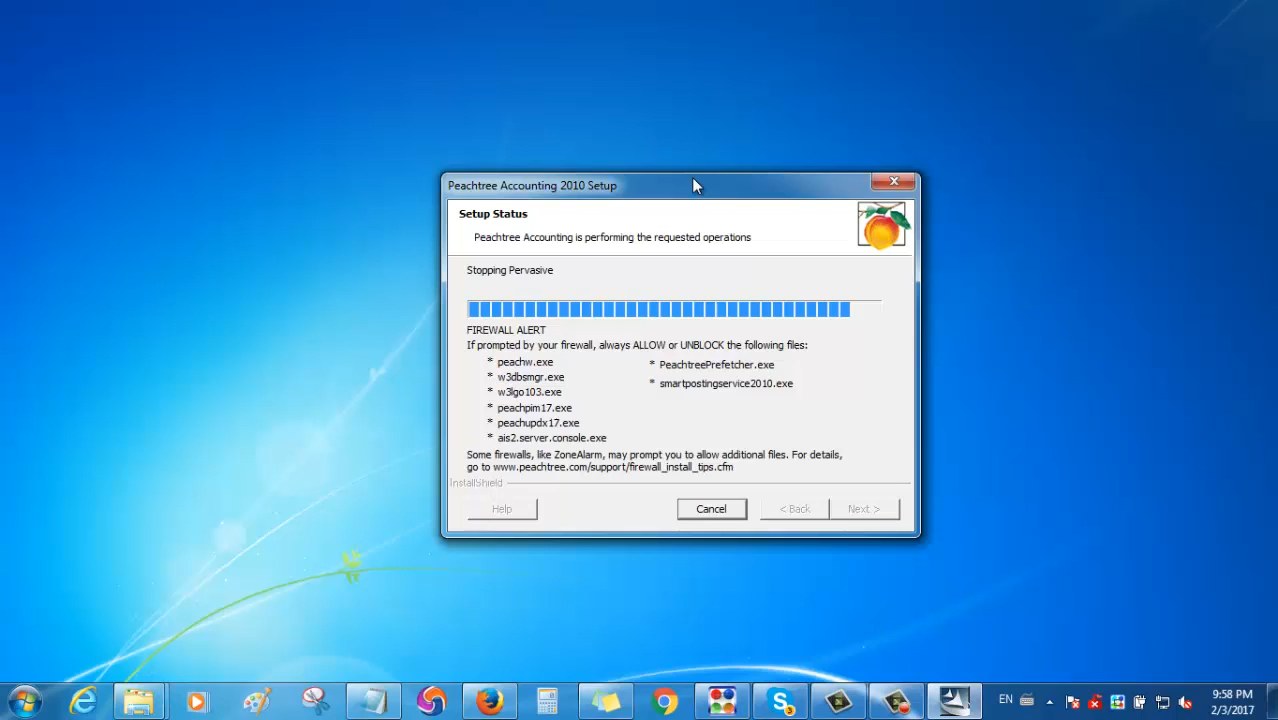 Peachtree Accounting 2010 Setup
Setup Status
Peachtree Accounting is performing the requested operations
Stopping Pervasive
FIREWALL ALERT
If prompted by your firewall, always ALLOW or UNBLOCK the following files:
* peachw.exe
* w3dbsmgr.exe
* w3lgo103.exe
* peachpim17.exe
* peachupdx17.exe
* ais2.server.console.exe
* PeachtreePrefetcher.exe
* smartpostingservice2010.exe
Some firewalls, like ZoneAlarm, may prompt you to allow additional files. For details,
go to www.peachtree.com/support/firewall_install_tips.cfm
InstallShield
Help
Cancel
< Back
Next >
EN
9:58 PM
2/3/2017
3